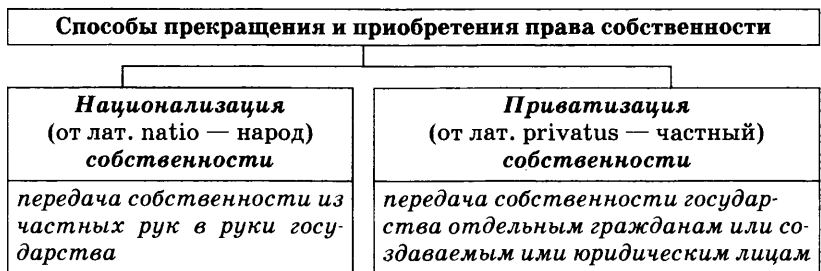 Способы прекращения и приобретения права собственности
Национализация
(от лат. natio — народ)
собственности
Приватизация
(от лат. privatus — частный)
собственности
передача собственности из
частных рук в руки госу-
дарства
передача собственности государ-
ства отдельным гражданам или со-
здаваемым ими юридическим лицам